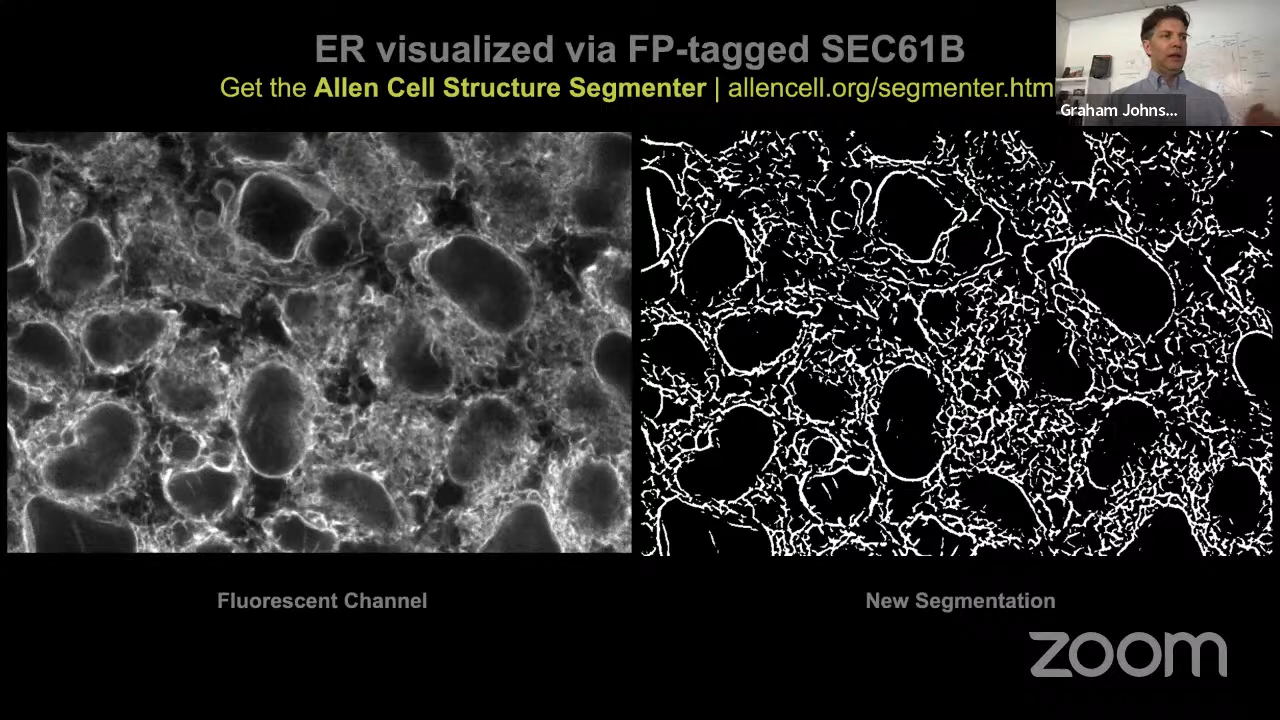 ER visualized via FP-tagged SEC61B
Get the Allen Cell Structure Segmenter | allencell.org/segmenter.htm
Graham Johns...
Fluorescent Channel
New Segmentation
zoom